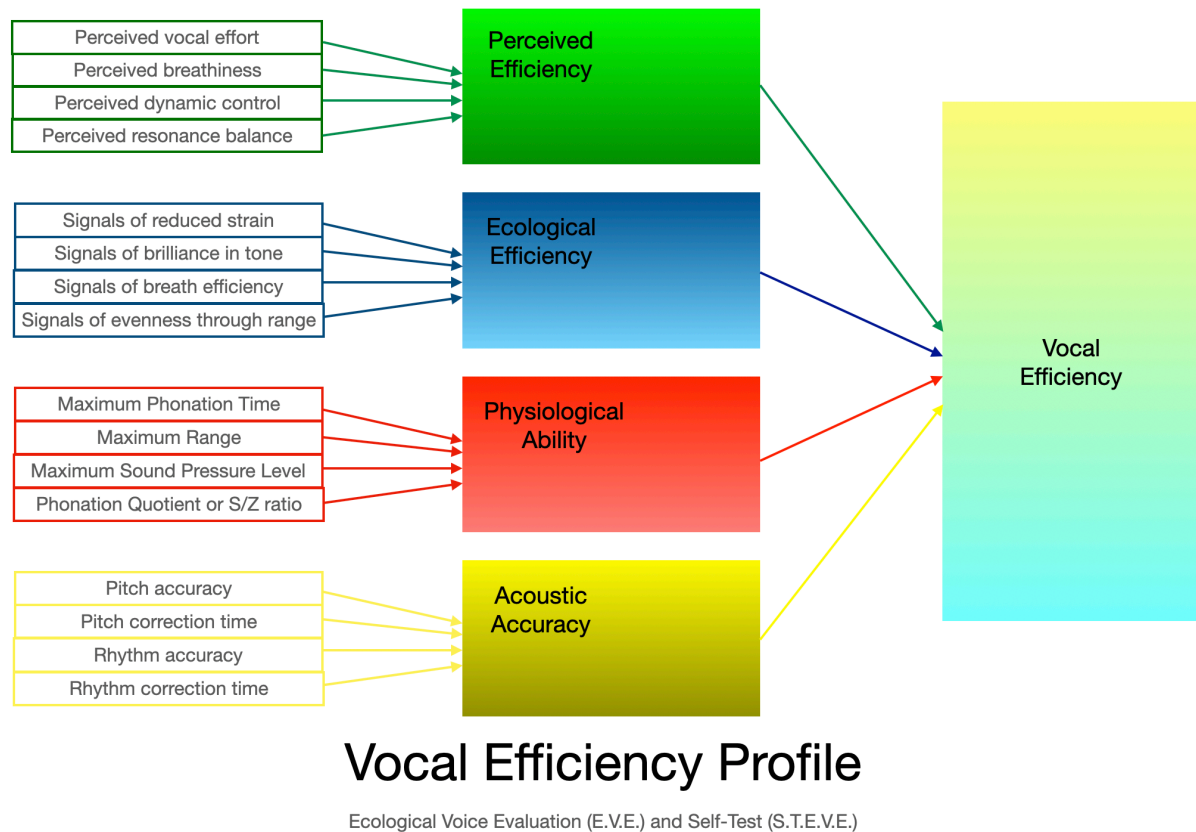 Perceived vocal effort
Perceived breathiness
Perceived dynamic control
Perceived resonance balance
Perceived
Efficiency
Signals of reduced strain
Signals of brilliance in tone
Signals of breath efficiency
Signals of evenness through range
Ecological
Efficiency
Maximum Phonation Time
Maximum Range
Maximum Sound Pressure Level
Phonation Quotient or S/Z ratio
Physiological
Ability
Pitch accuracy
Pitch correction time
Rhythm accuracy
Rhythm correction time
Acoustic
Accuracy
Vocal
Efficiency
Vocal Efficiency Profile
Ecological Voice Evaluation (E.V.E.) and Self-Test (S.T.E.V.E.)